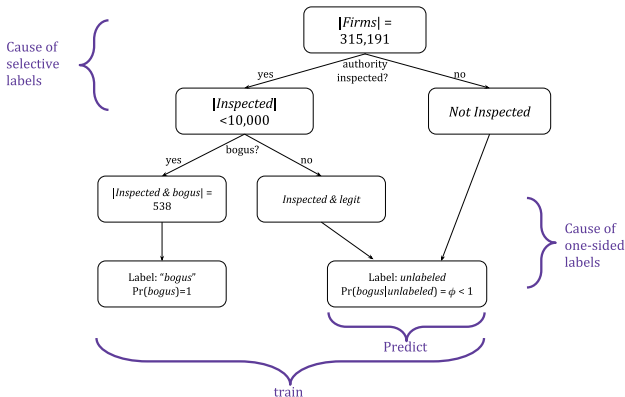 |Firms| =
315,191
Cause of
selective
labels
yes
authority
inspected?
no
|Inspected|
<10,000
Not Inspected
yes
bogus?
no
|Inspected & bogus| =
538
Inspected & legit
Cause of
one-sided
labels
Label: "bogus"
Pr(bogus)=1
Label: unlabeled
Pr(bogus|unlabeled) = ϕ < 1
Predict
train